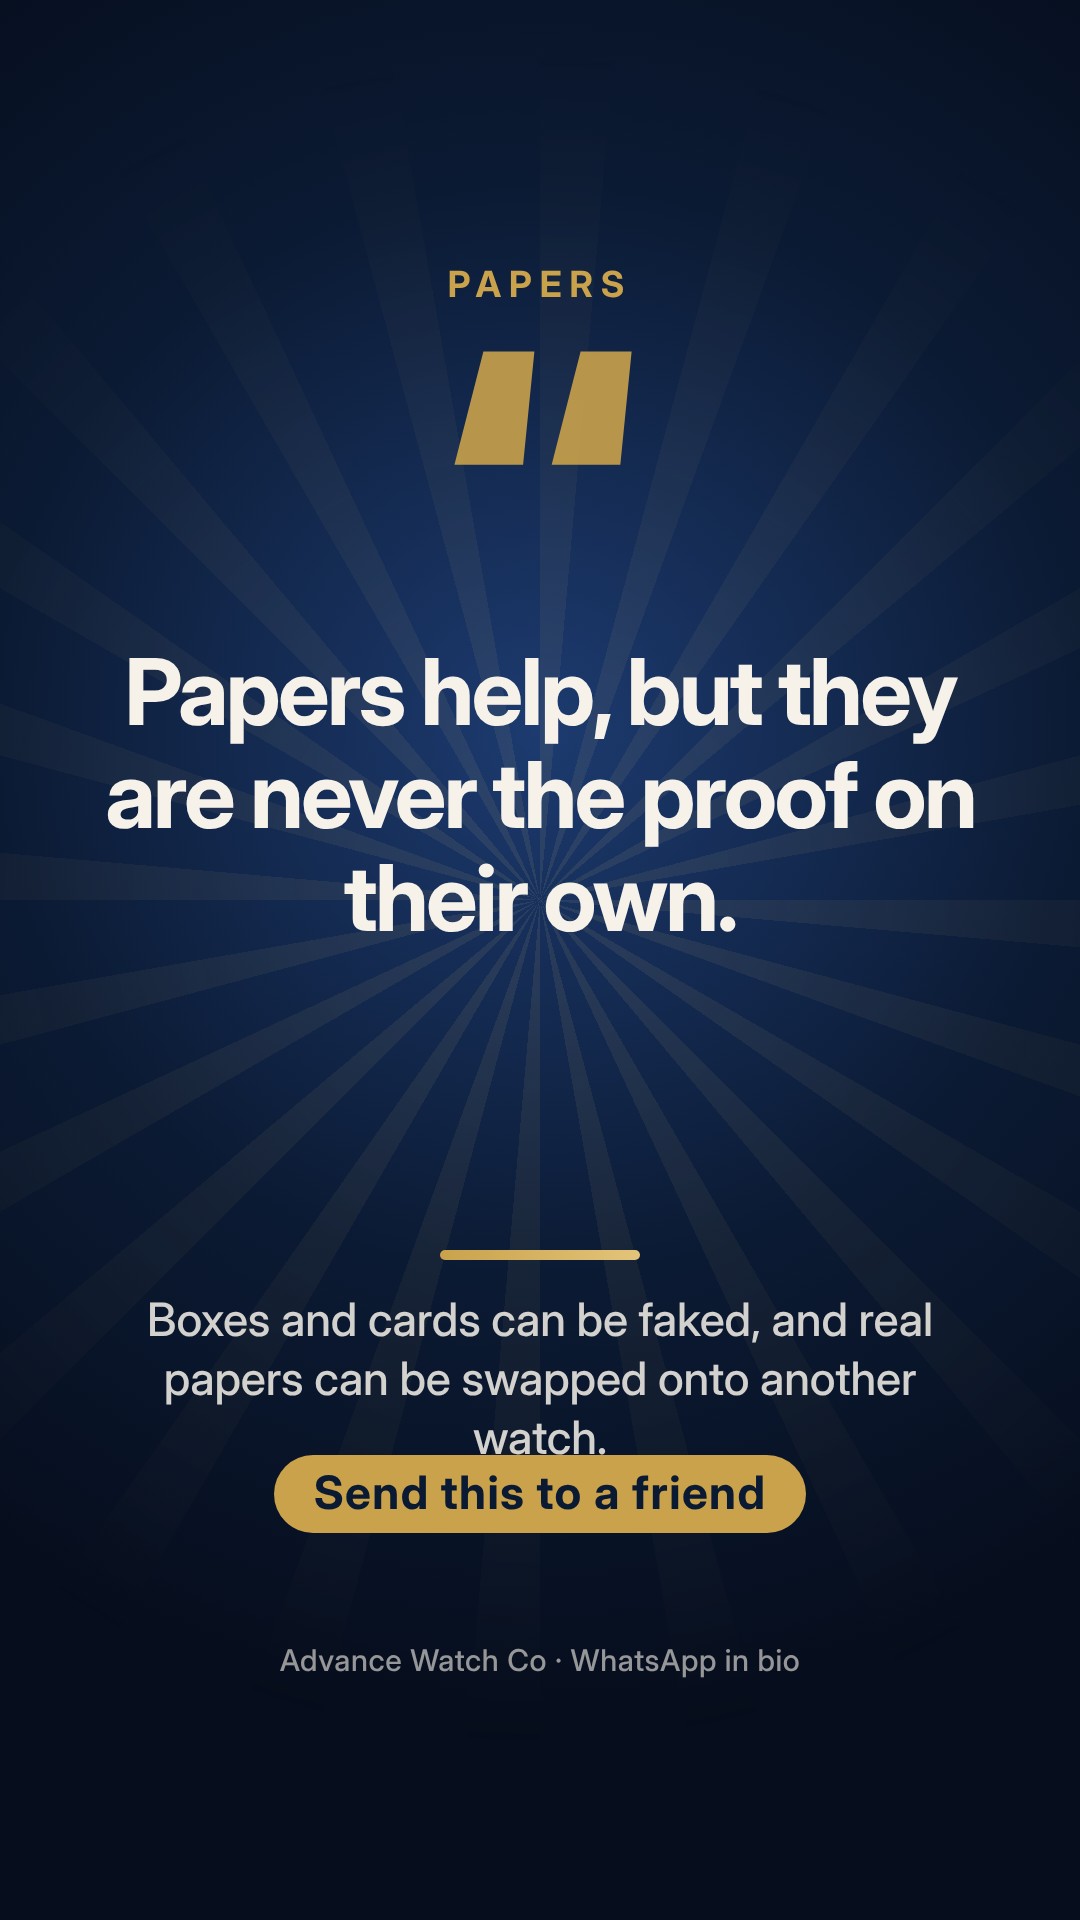 PAPERS
"
Papers help, but they
are never the proof on
their own.
Boxes and cards can be faked, and real
papers can be swapped onto another
watch.
Send this to a friend
Advance Watch Co · WhatsApp in bio